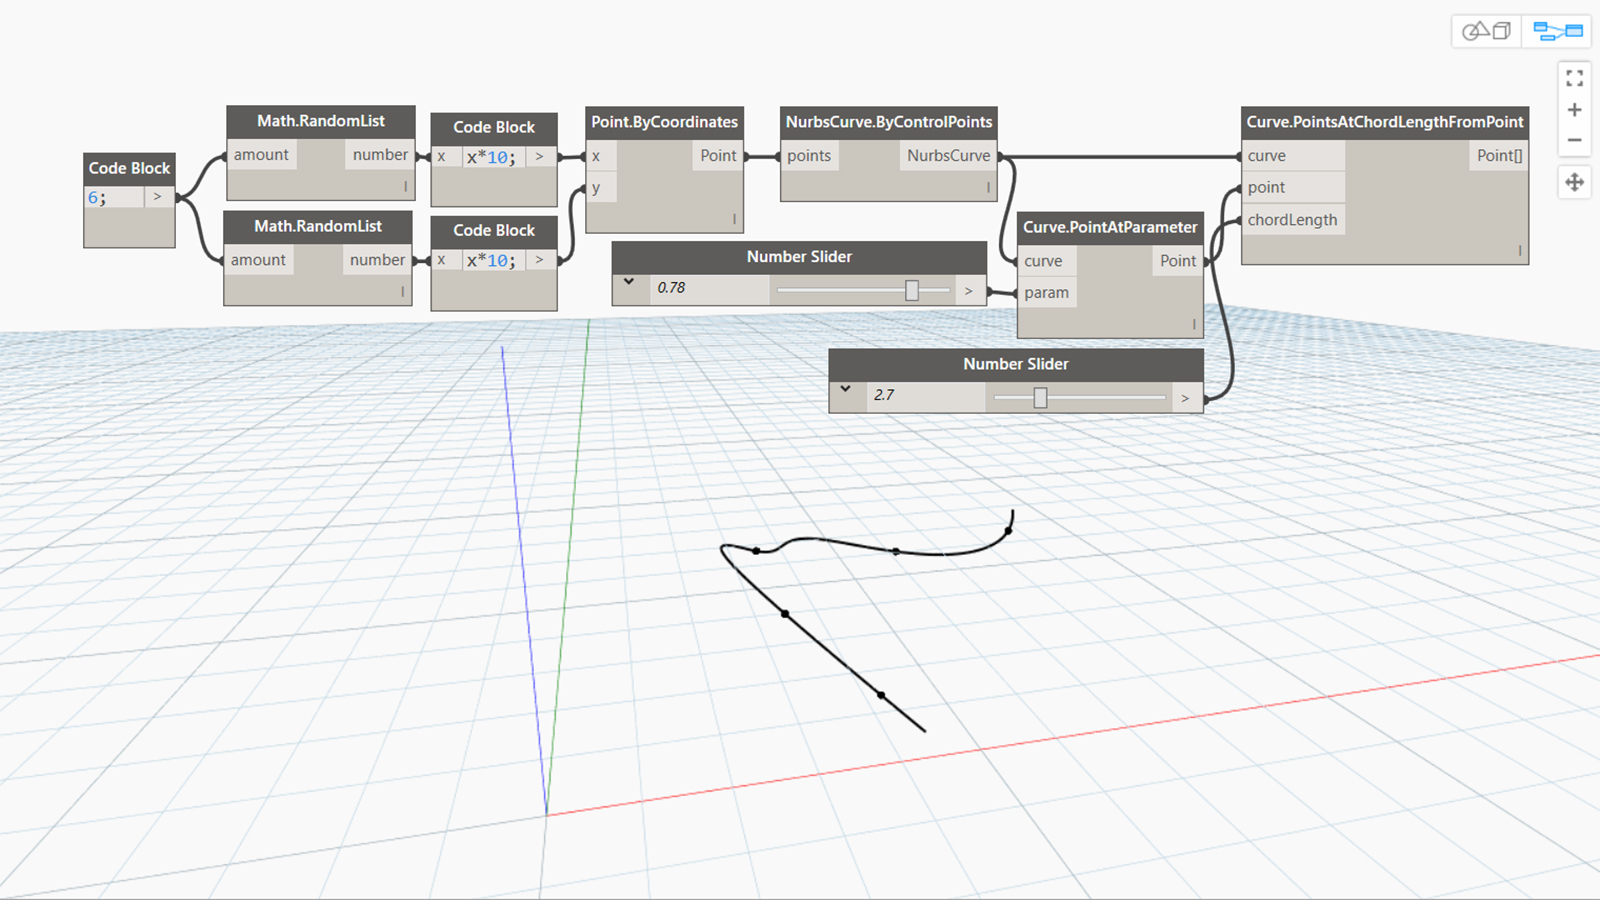 Code Block
6; >
Math.RandomList
amount number
l
Math.RandomList
amount number
l
Code Block
x x*10; >
Code Block
x x*10; >
Point.ByCoordinates
x Point
y
l
NurbsCurve.ByControlPoints
points NurbsCurve
l
Number Slider
0.78 >
Curve.PointAtParameter
curve Point
param
l
Number Slider
2.7 >
Curve.PointsAtChordLengthFromPoint
curve Point[]
point
chordLength
l